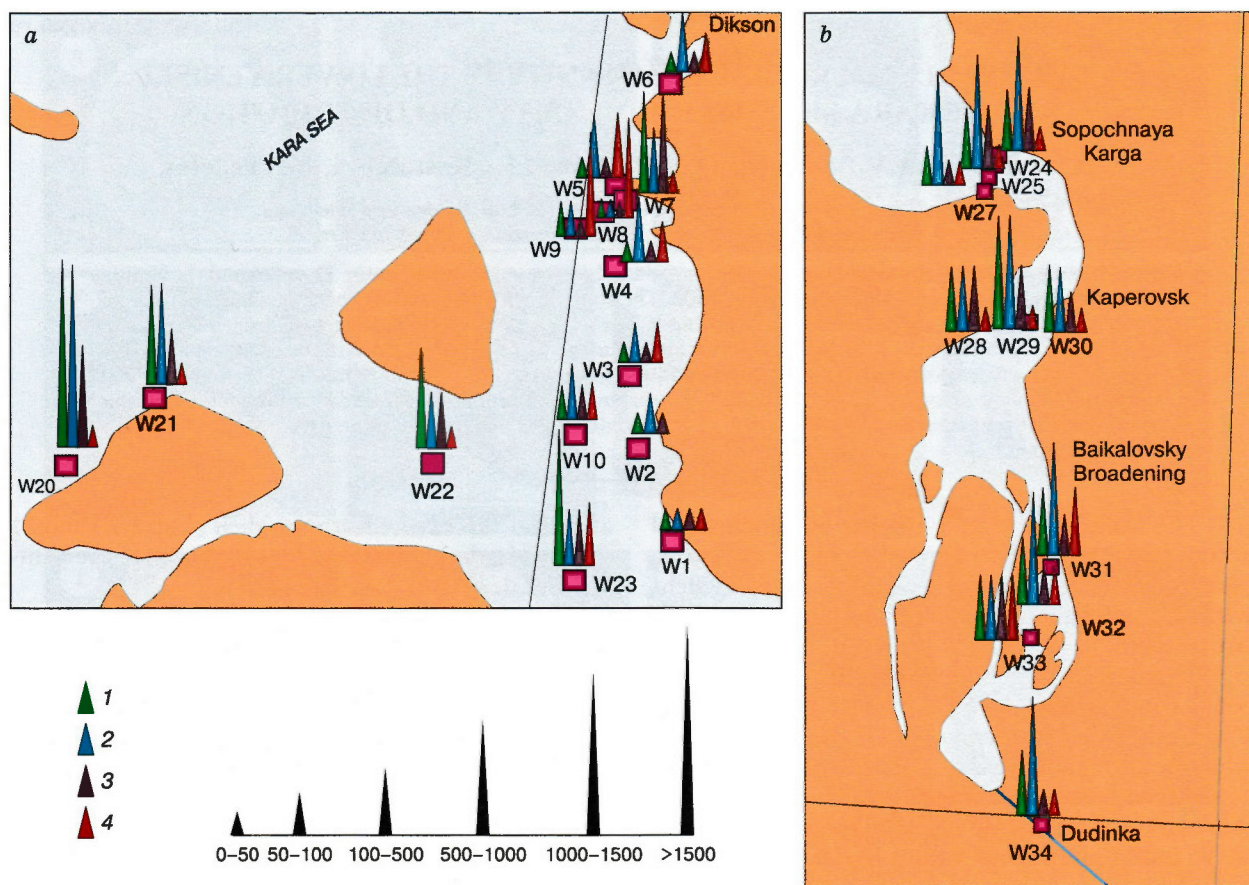 a
Dikson
KARA SEA
W6
W5
W7
W8
W9
W4
W3
W21
W10
W2
W20
W22
W1
W23
1
2
3
4
0–50 50–100 100–500 500–1000 1000–1500 >1500
b
Sopochnaya
Karga
W24
W25
W27
Kaperovsk
W28 W29 W30
Baikalovsky
Broadening
W31
W32
W33
Dudinka
W34